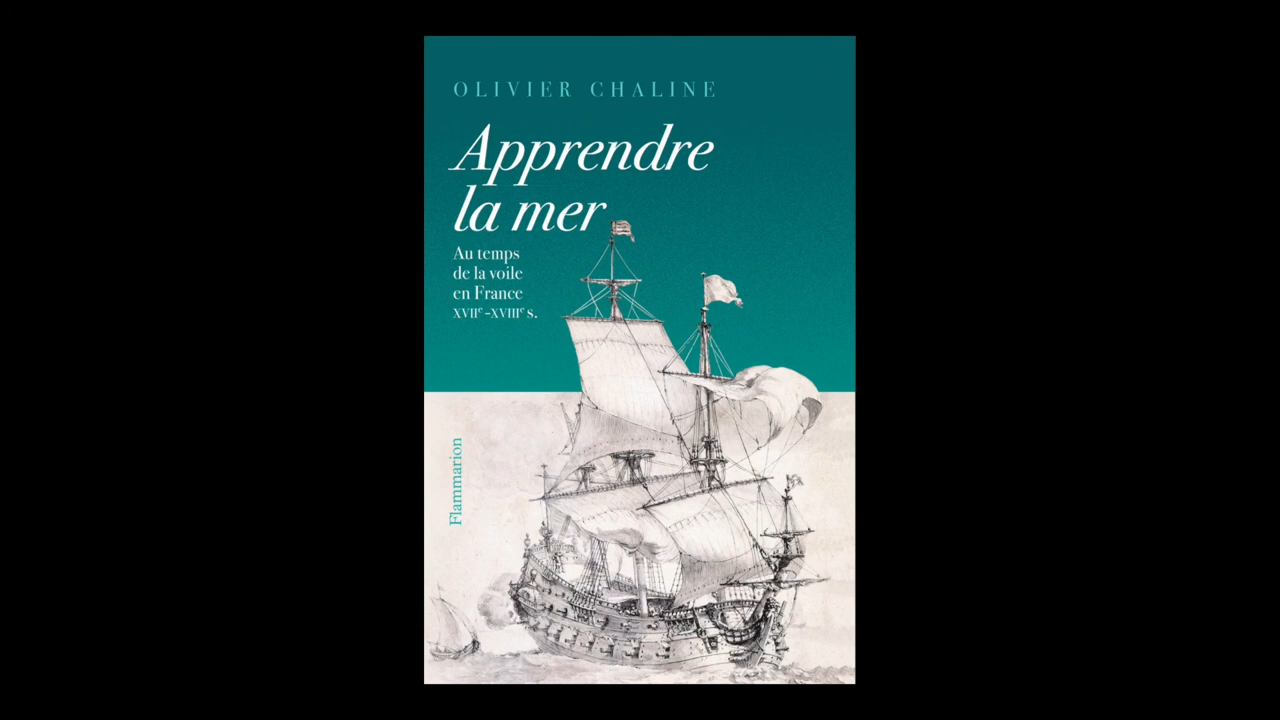 OLIVIER CHALINE
Apprendre
la mer
Au temps
de la voile
en France
XVIIe-XVIIIe s.
Flammarion